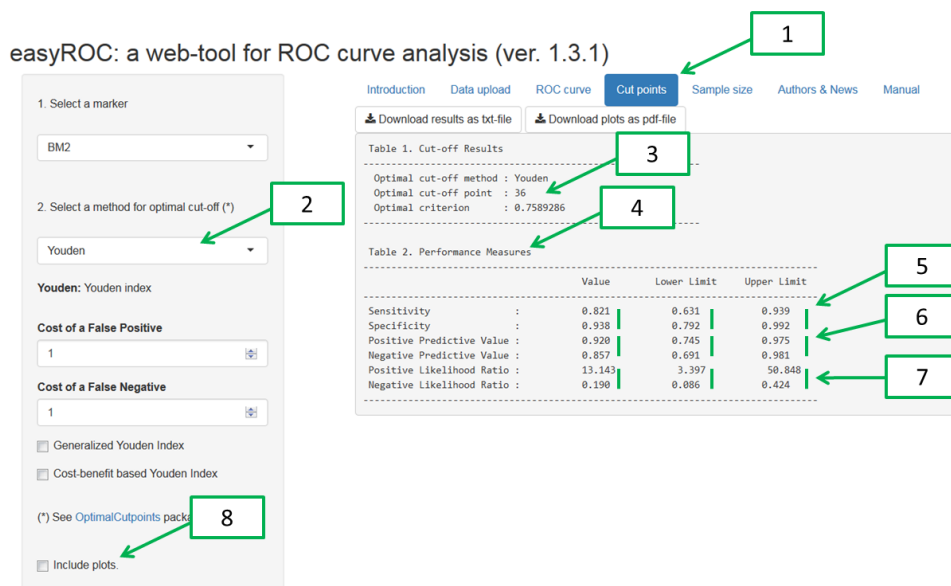 easyROC: a web-tool for ROC curve analysis (ver. 1.3.1)
1
1. Select a marker
BM2
2. Select a method for optimal cut-off (*)
2
Youden
Youden: Youden index
Cost of a False Positive
1
Cost of a False Negative
1
Generalized Youden Index
Cost-benefit based Youden Index
(*) See OptimalCutpoints
8
Include plots.
Introduction Data upload ROC curve Cut points Sample size Authors & News Manual
Download results as txt-file Download plots as pdf-file
Table 1. Cut-off Results
3
Optimal cut-off method : Youden
Optimal cut-off point : 36
Optimal criterion : 0.7589286
4
Table 2. Performance Measures
Value Lower Limit Upper Limit
5
Sensitivity : 0.821 0.631 0.939
Specificity : 0.938 0.792 0.992
6
Positive Predictive Value : 0.920 0.745 0.975
Negative Predictive Value : 0.857 0.691 0.981
Positive Likelihood Ratio : 13.143 3.397 50.848
7
Negative Likelihood Ratio : 0.190 0.086 0.424